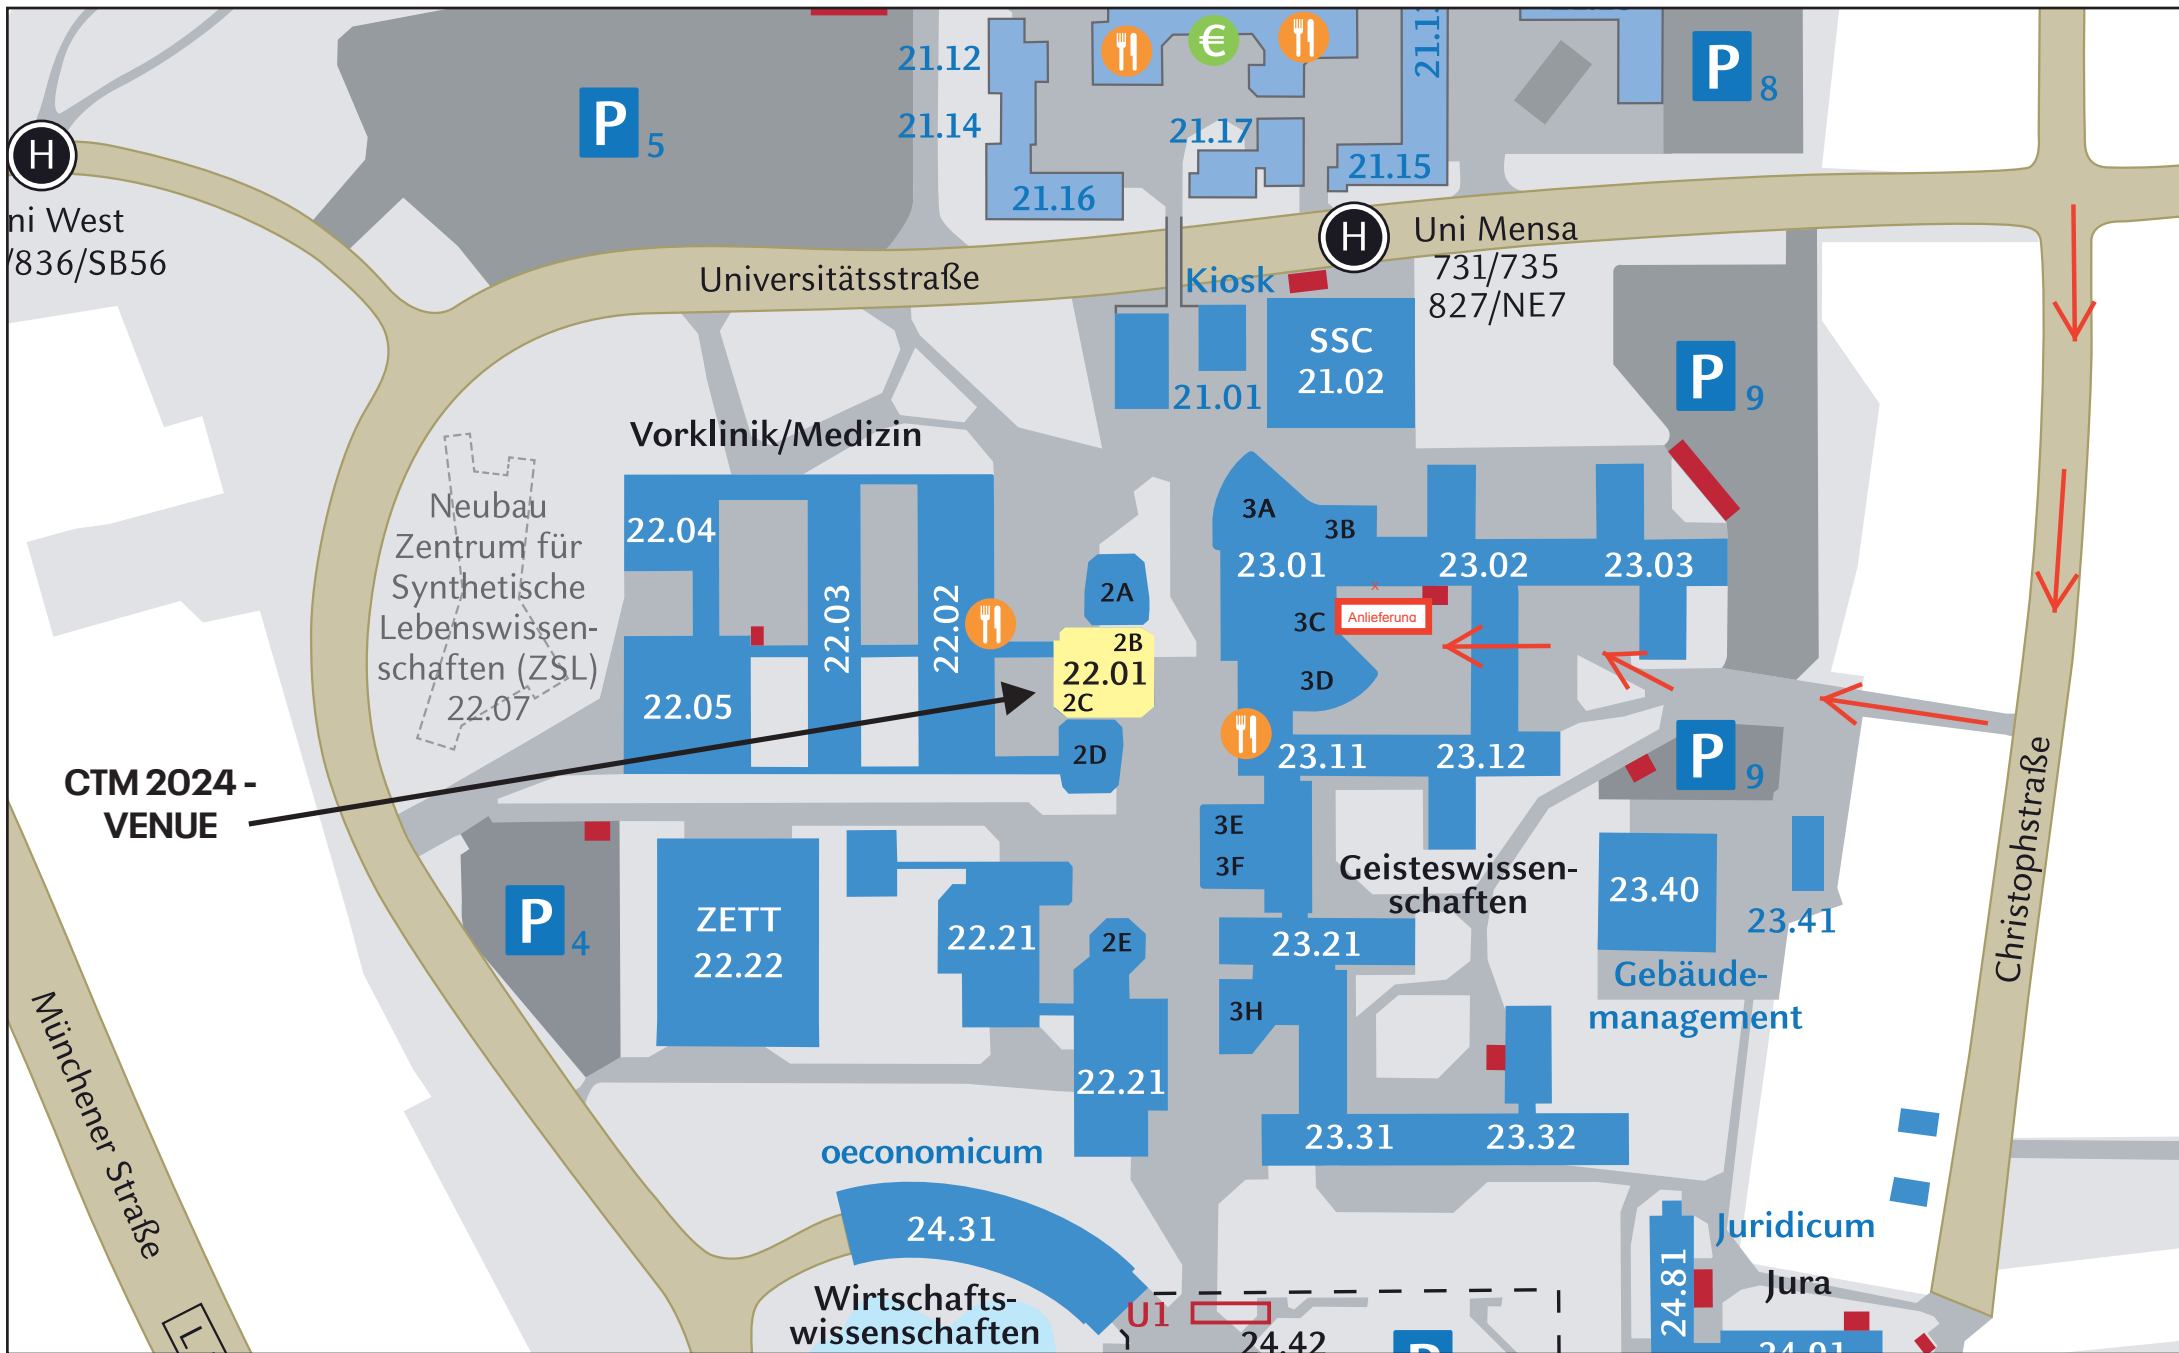 21.12
€
21.1
P
8
P
5
21.14
21.17
H
21.15
21.16
ni West
/836/SB56
H
Uni Mensa
731/735
827/NE7
Universitätsstraße
Kiosk
SSC
21.02
21.01
P
9
Vorklinik/Medizin
Neubau
Zentrum für
Synthetische
Lebenswissen-
schaften (ZSL)
22.07
22.04
22.03
22.02
22.05
2A
2B
22.01
2C
2D
3A
3B
23.01
23.02
23.03
x
Anlieferung
3C
3D
23.11
23.12
P
9
CTM 2024 -
VENUE
3E
3F
Geisteswissen-
schaften
23.40
23.41
Gebäude-
management
Christophstraße
P
4
ZETT
22.22
22.21
2E
23.21
3H
22.21
23.31
23.32
Münchener Straße
oeconomicum
24.31
Wirtschafts-
wissenschaften
U1
24.42
24.81
Juridicum
Jura
24.91
L